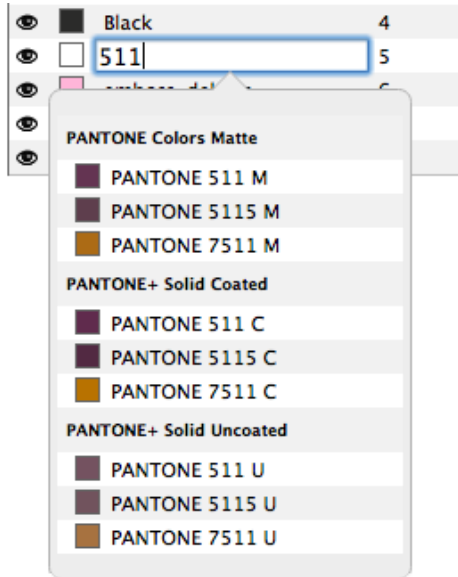 Black 4
511 5
PANTONE Colors Matte
PANTONE 511 M
PANTONE 5115 M
PANTONE 7511 M
PANTONE+ Solid Coated
PANTONE 511 C
PANTONE 5115 C
PANTONE 7511 C
PANTONE+ Solid Uncoated
PANTONE 511 U
PANTONE 5115 U
PANTONE 7511 U